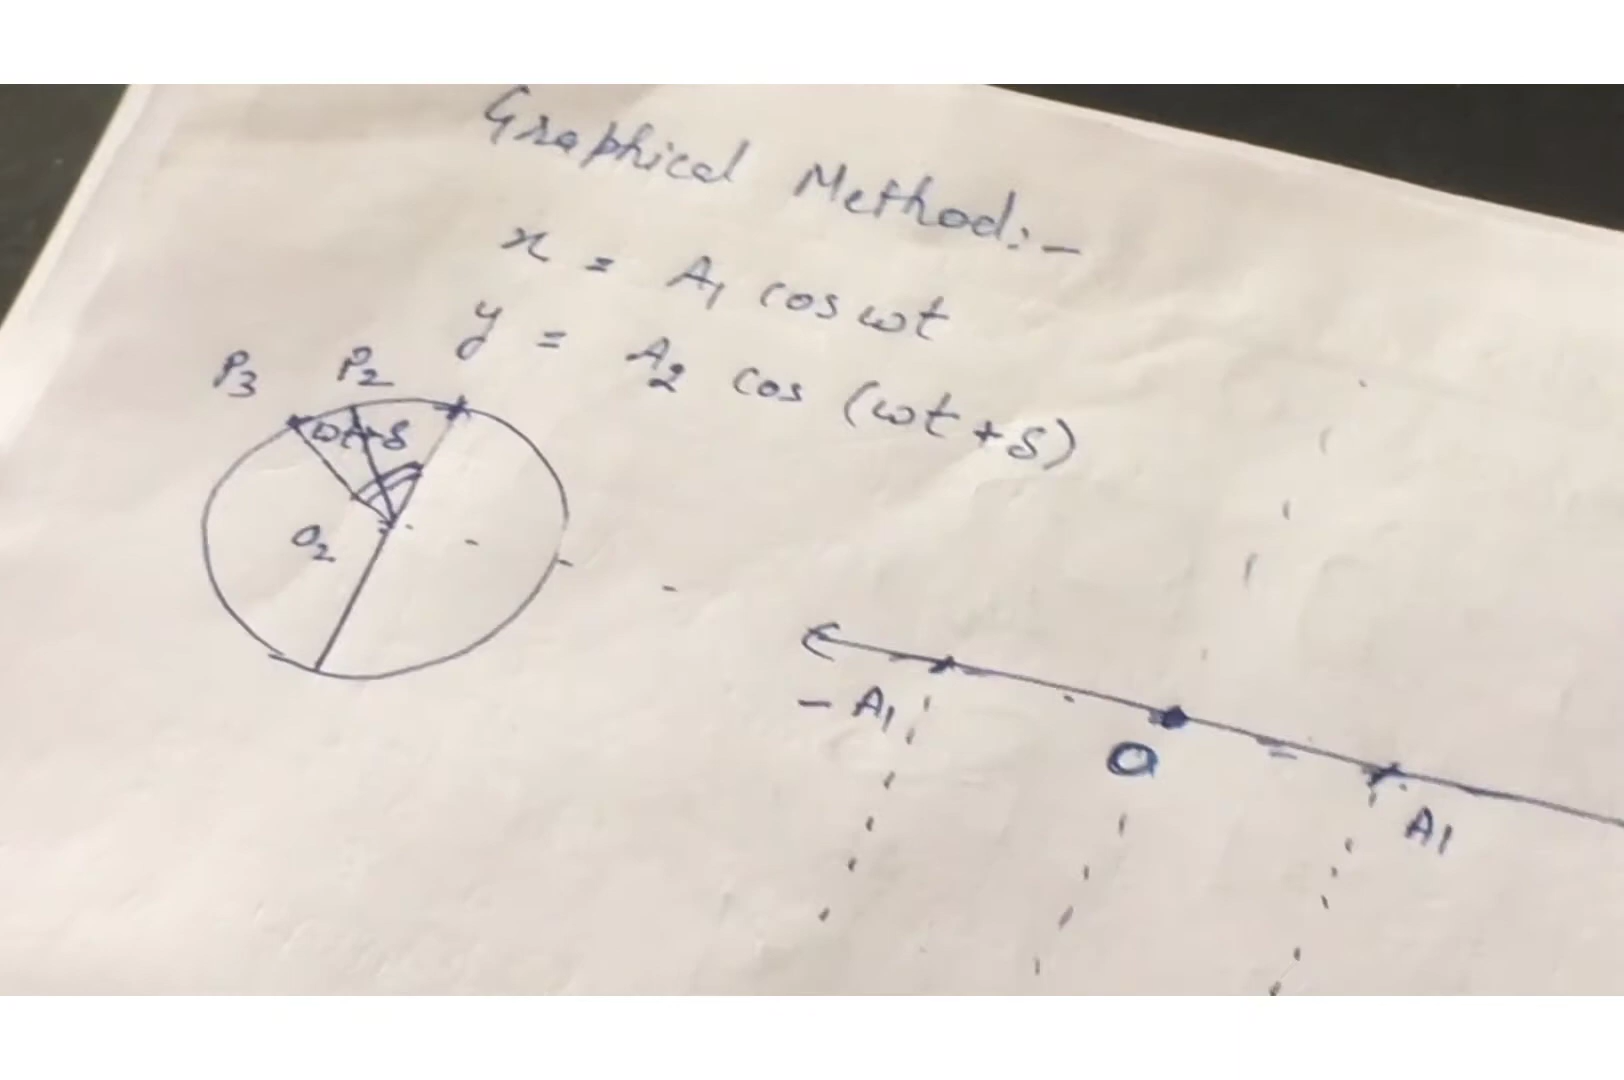 Graphical Method:-
x = A1 cos ωt
y = A2 cos (ωt + δ)
P3 P2
ωt+δ
O2
- A1
O
A1